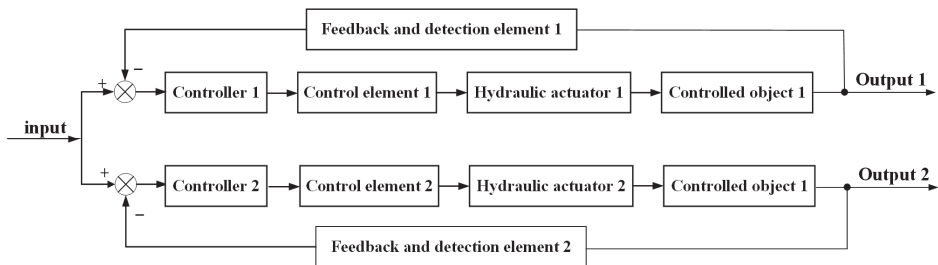 Feedback and detection element 1
−
+
Controller 1
Control element 1
Hydraulic actuator 1
Controlled object 1
Output 1
input
+
Controller 2
Control element 2
Hydraulic actuator 2
Controlled object 1
Output 2
−
Feedback and detection element 2